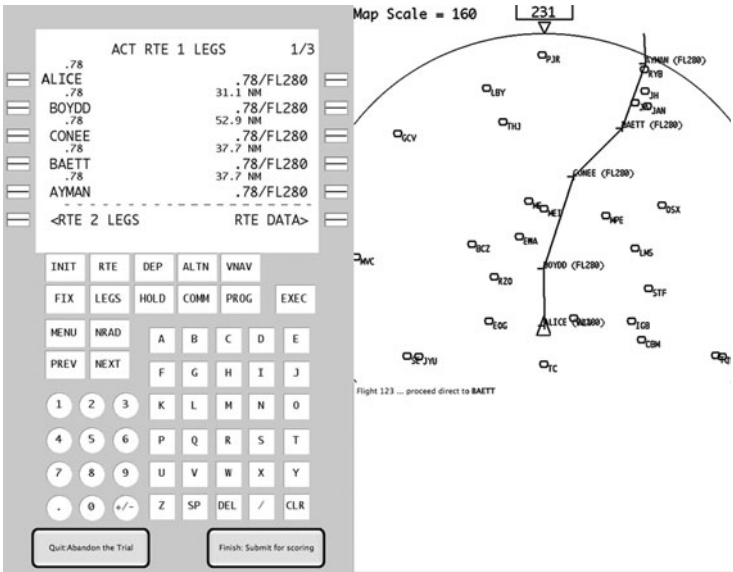 ACT RTE 1 LEGS 1/3
.78
ALICE .78/FL280
.78 31.1 NM
BOYDD .78/FL280
.78 52.9 NM
CONEE .78/FL280
.78 37.7 NM
BAETT .78/FL280
.78 37.7 NM
AYMAN .78/FL280
<RTE 2 LEGS RTE DATA>
INIT RTE DEP ALTN VNAV
FIX LEGS HOLD COMM PROG EXEC
MENU NRAD
PREV NEXT
A B C D E
F G H I J
1 2 3 K L M N O
4 5 6 P Q R S T
7 8 9 U V W X Y
. 0 +/- Z SP DEL / CLR
Quit:Abandon the Trial
Finish: Submit for scoring
Map Scale = 160
231
PJR
AYMAN (FL280)
RYB
LBY
JH
JAN
THJ
BAETT (FL280)
GCV
CONEE (FL280)
MEI
MPE
OSX
EWA
BCZ
LMS
MVC
BOYDD (FL280)
RZO
STF
EOG
ALICE
IGB
CBM
JYU
TC
Flight 123 ... proceed direct to BAETT